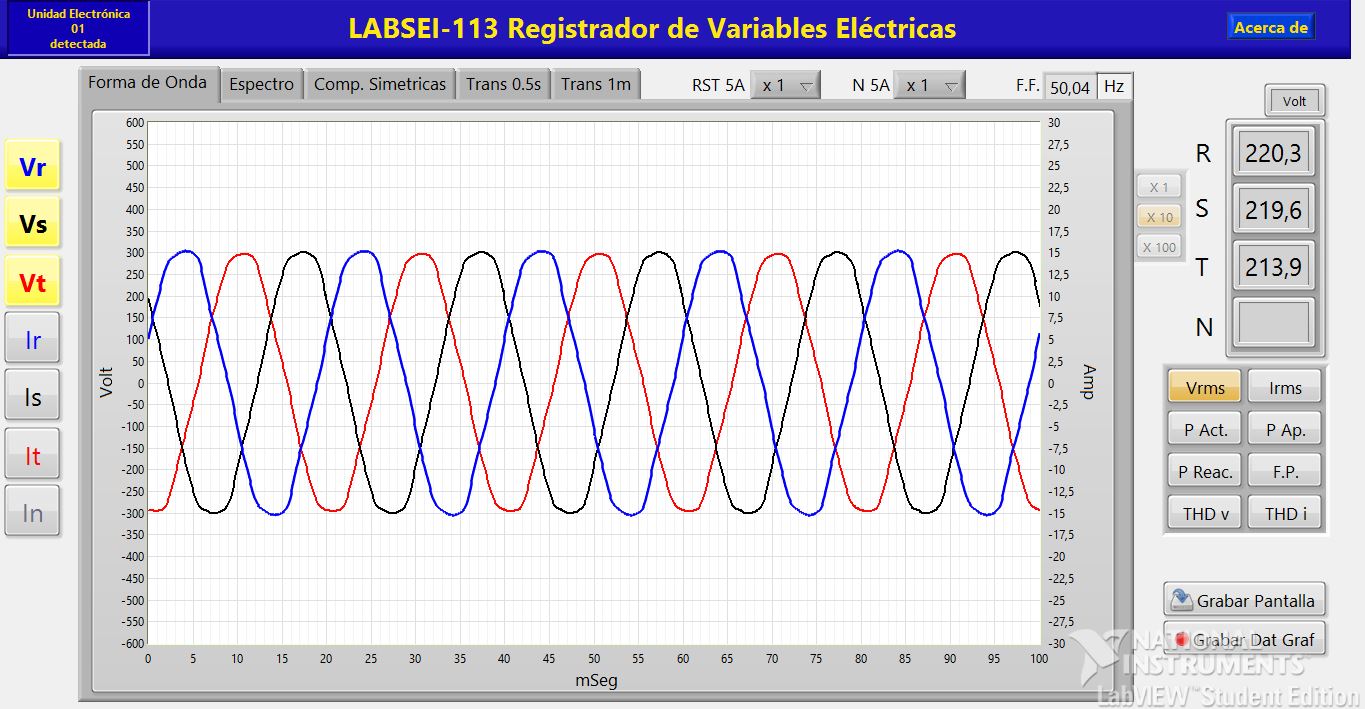 Unidad Electrónica
01
detectada
LABSEI-113 Registrador de Variables Eléctricas
Acerca de
Forma de Onda
Espectro
Comp. Simetricas
Trans 0.5s
Trans 1m
RST 5A
x 1
N 5A
x 1
F.F.
50,04
Hz
Volt
Vr
Vs
Vt
Ir
Is
It
In
Volt
600
550
500
450
400
350
300
250
200
150
100
50
0
-50
-100
-150
-200
-250
-300
-350
-400
-450
-500
-550
-600
30
27,5
25
22,5
20
17,5
15
12,5
10
7,5
5
2,5
0
-2,5
-5
-7,5
-10
-12,5
-15
-17,5
-20
-22,5
-25
-27,5
-30
Amp
0
5
10
15
20
25
30
35
40
45
50
55
60
65
70
75
80
85
90
95
100
mSeg
X 1
X 10
X 100
R
220,3
S
219,6
T
213,9
N
Vrms
Irms
P Act.
P Ap.
P Reac.
F.P.
THD v
THD i
Grabar Pantalla
Grabar Dat Graf
NATIONAL
INSTRUMENTS
LabVIEW™ Student Edition